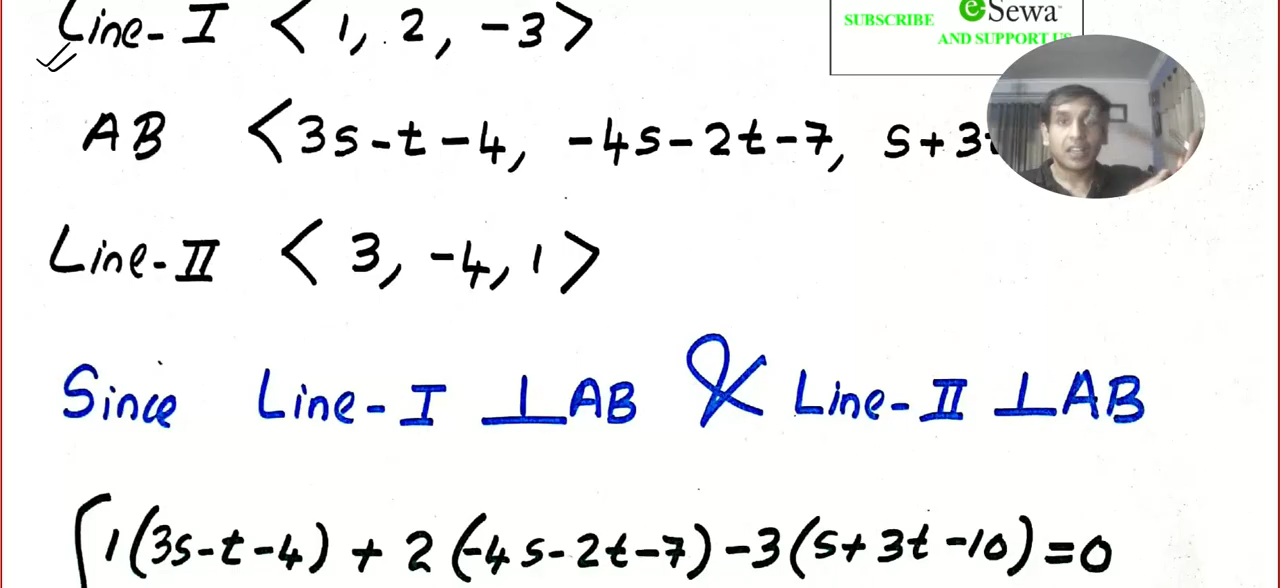 Line-I < 1, 2, -3 >
SUBSCRIBE eSewa
AND SUPPORT US
AB < 3s-t-4, -4s-2t-7, s+3t
Line-II < 3, -4, 1 >
Since Line-I ⊥ AB & Line-II ⊥ AB
1(3s-t-4) + 2(-4s-2t-7) -3(s+3t-10) = 0